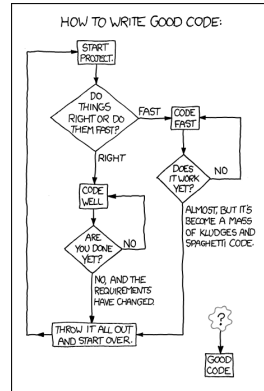 HOW TO WRITE GOOD CODE:
START
PROJECT.
DO
THINGS
RIGHT OR DO
THEM FAST?
FAST
CODE
FAST
RIGHT
DOES
IT WORK
YET?
NO
CODE
WELL
ALMOST, BUT IT'S
BECOME A MASS
OF KLUDGES AND
SPAGHETTI CODE.
ARE
YOU DONE
YET?
NO
NO, AND THE
REQUIREMENTS
HAVE CHANGED.
THROW IT ALL OUT
AND START OVER.
?
GOOD
CODE